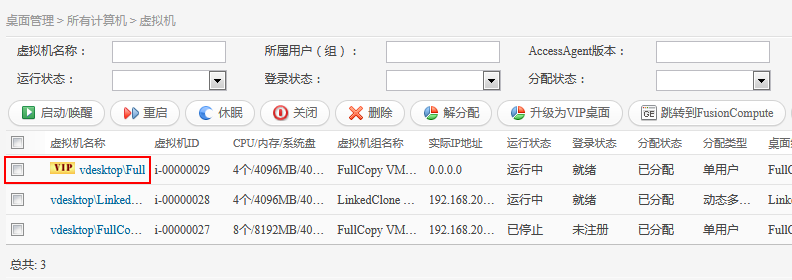 桌面管理 > 所有计算机 > 虚拟机
虚拟机名称： 所属用户（组）： AccessAgent版本：
运行状态： 登录状态： 分配状态：
启动/唤醒 重启 休眠 关闭 删除 解分配 升级为VIP桌面 GE 跳转到FusionCompute
虚拟机名称 虚拟机ID CPU/内存/系统盘 虚拟机组名称 实际IP地址 运行状态 登录状态 分配状态 分配类型 桌面
VIP vdesktop\Full i-00000029 4个/4096MB/40... FullCopy VM... 0.0.0.0 运行中 就绪 已分配 单用户 FullC
vdesktop\Linked... i-00000028 4个/4096MB/40... LinkedClone ... 192.168.20... 运行中 就绪 已分配 动态多... Linke
vdesktop\FullCo... i-00000027 8个/8192MB/40... FullCopy VM... 192.168.20... 已停止 未注册 已分配 单用户 FullC
总共: 3